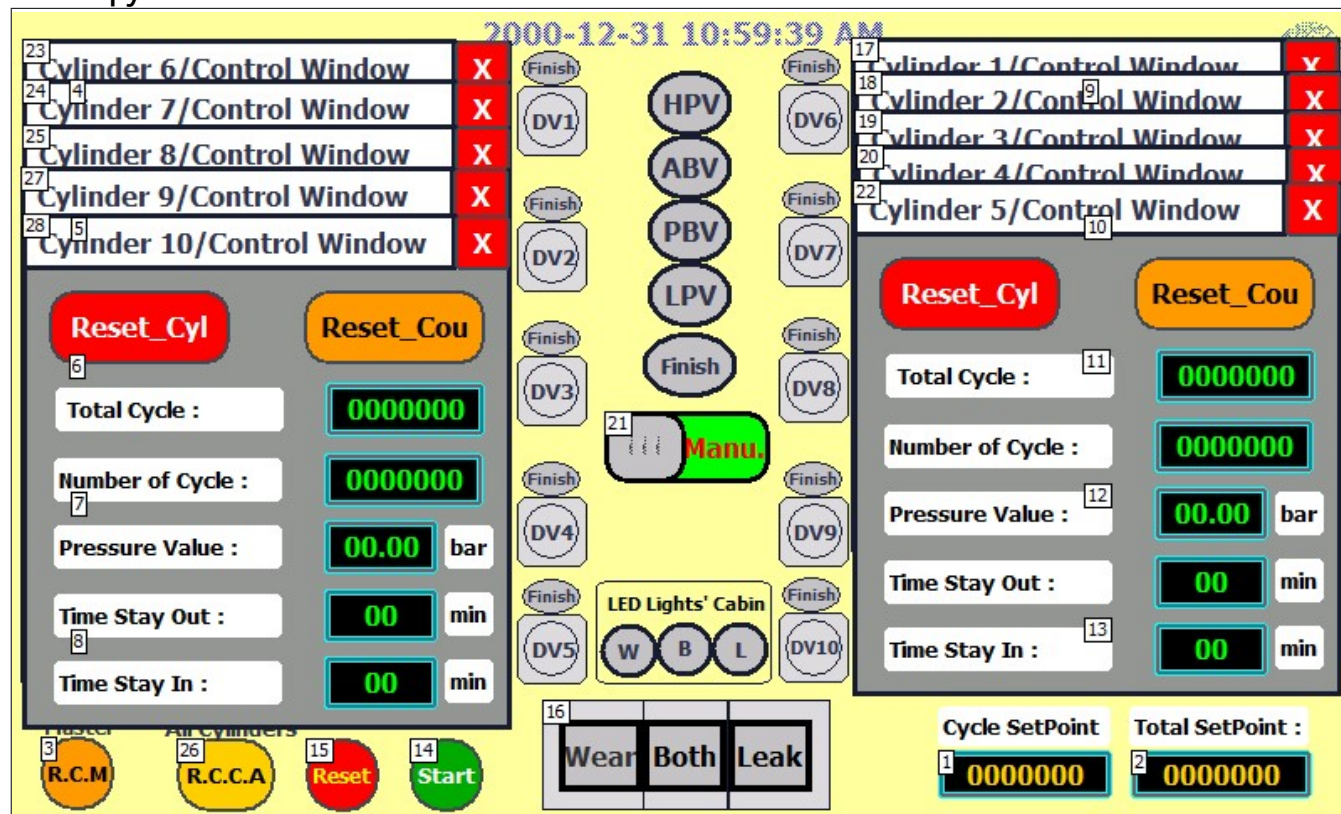 py
2000-12-31 10:59:39 AM
23
Cylinder 6/Control Window X
24 4
Cylinder 7/Control Window X
25
Cylinder 8/Control Window X
27
Cylinder 9/Control Window X
28 5
Cylinder 10/Control Window X
Reset_Cyl Reset_Cou
6
Total Cycle : 0000000
Number of Cycle : 0000000
7
Pressure Value : 00.00 bar
Time Stay Out : 00 min
8
Time Stay In : 00 min
Finish
DV1
Finish
DV2
Finish
DV3
Finish
DV4
Finish
DV5
HPV
ABV
PBV
LPV
Finish
21
Manu.
LED Lights' Cabin
W B L
Finish
DV6
Finish
DV7
Finish
DV8
Finish
DV9
Finish
DV10
17
Cylinder 1/Control Window X
18 9
Cylinder 2/Control Window X
19
Cylinder 3/Control Window X
20
Cylinder 4/Control Window X
22
Cylinder 5/Control Window X
10
Reset_Cyl Reset_Cou
11
Total Cycle : 0000000
Number of Cycle : 0000000
12
Pressure Value : 00.00 bar
Time Stay Out : 00 min
13
Time Stay In : 00 min
Master All Cylinders
3 26 15 14
R.C.M R.C.C.A Reset Start
16
Wear Both Leak
Cycle SetPoint Total SetPoint :
1 0000000 2 0000000